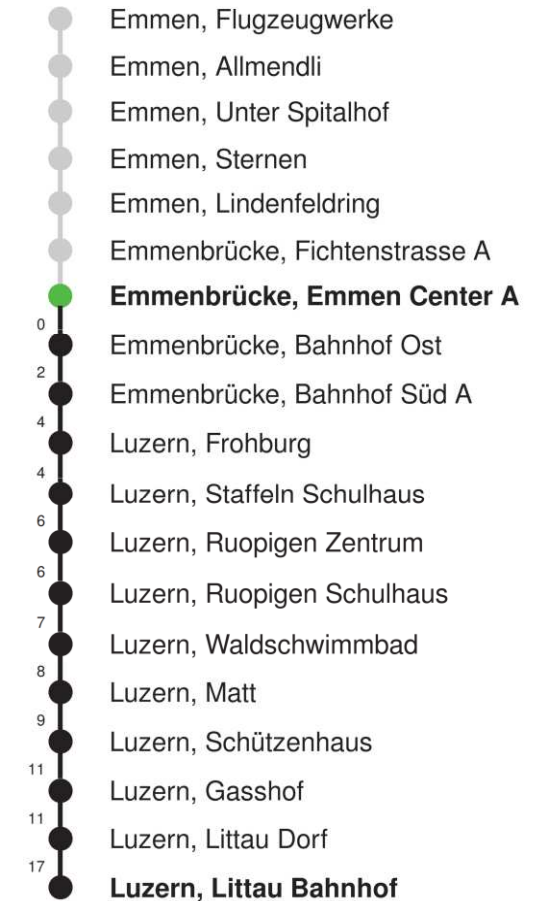 Emmen, Flugzeugwerke
Emmen, Allmendli
Emmen, Unter Spitalhof
Emmen, Sternen
Emmen, Lindenfeldring
Emmenbrücke, Fichtenstrasse A
Emmenbrücke, Emmen Center A
0
Emmenbrücke, Bahnhof Ost
2
Emmenbrücke, Bahnhof Süd A
4
Luzern, Frohburg
4
Luzern, Staffeln Schulhaus
6
Luzern, Ruopigen Zentrum
6
Luzern, Ruopigen Schulhaus
7
Luzern, Waldschwimmbad
8
Luzern, Matt
9
Luzern, Schützenhaus
11
Luzern, Gasshof
11
Luzern, Littau Dorf
17
Luzern, Littau Bahnhof